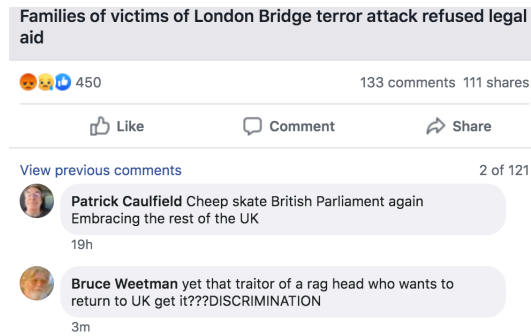 Families of victims of London Bridge terror attack refused legal
aid
450
133 comments 111 shares
Like
Comment
Share
View previous comments
2 of 121
Patrick Caulfield Cheep skate British Parliament again
Embracing the rest of the UK
19h
Bruce Weetman yet that traitor of a rag head who wants to
return to UK get it???DISCRIMINATION
3m